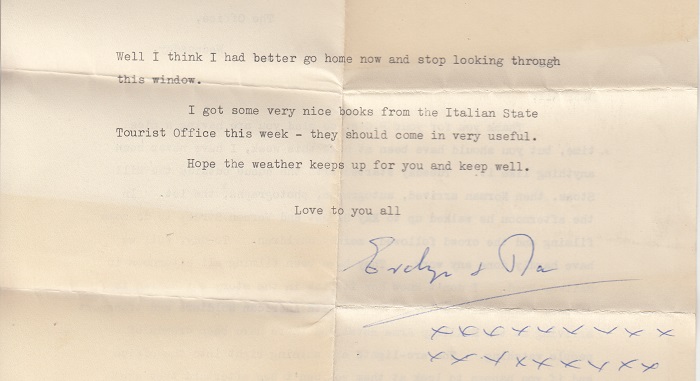 Well I think I had better go home now and stop looking through
this window.
I got some very nice books from the Italian State
Tourist Office this week - they should come in very useful.
Hope the weather keeps up for you and keep well.
Love to you all
Evelyn &
x x x x x x x x x x x
x x x x x x x x x x